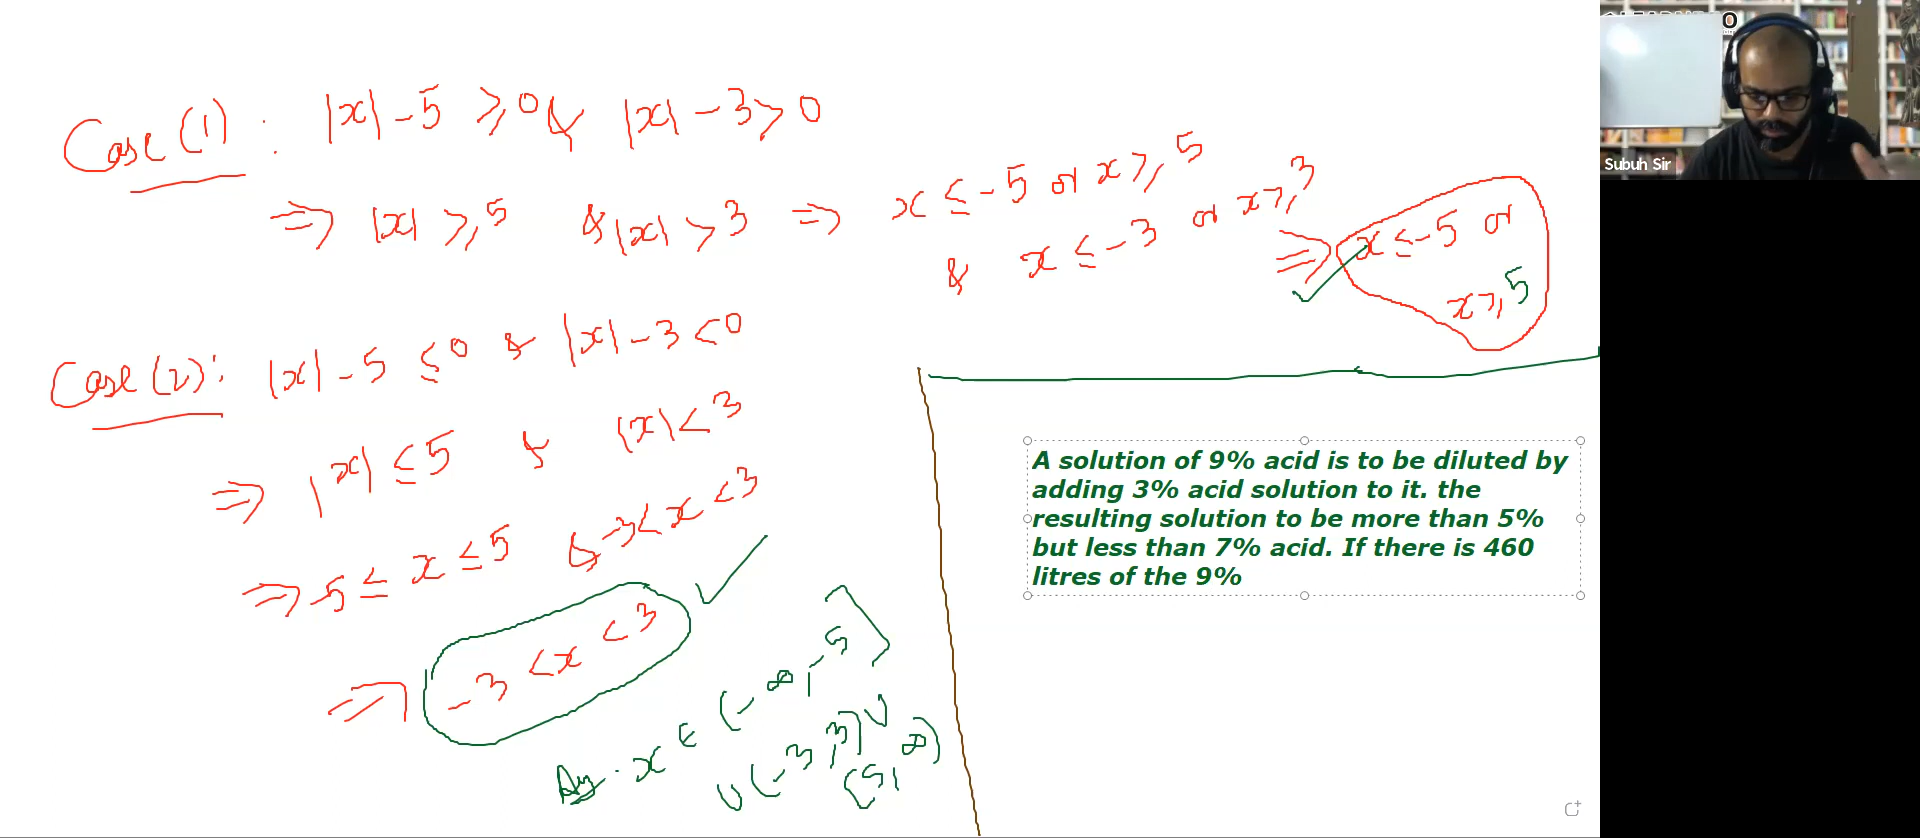 Case (1) : |x| - 5 ≥ 0 & |x| - 3 > 0
⇒ |x| ≥ 5 & |x| > 3 ⇒ x ≤ -5 or x ≥ 5
& x ≤ -3 or x ≥ 3
⇒ x ≤ -5 or
x ≥ 5
Case (2) : |x| - 5 ≤ 0 & |x| - 3 < 0
⇒ |x| ≤ 5 & |x| < 3
⇒ -5 ≤ x ≤ 5 & -3 < x < 3
⇒ -3 < x < 3
Ans. x ∈ (-∞, -5]
∪ (-3, 3) ∪
(5, ∞)
A solution of 9% acid is to be diluted by
adding 3% acid solution to it. the
resulting solution to be more than 5%
but less than 7% acid. If there is 460
litres of the 9%
Subuh Sir